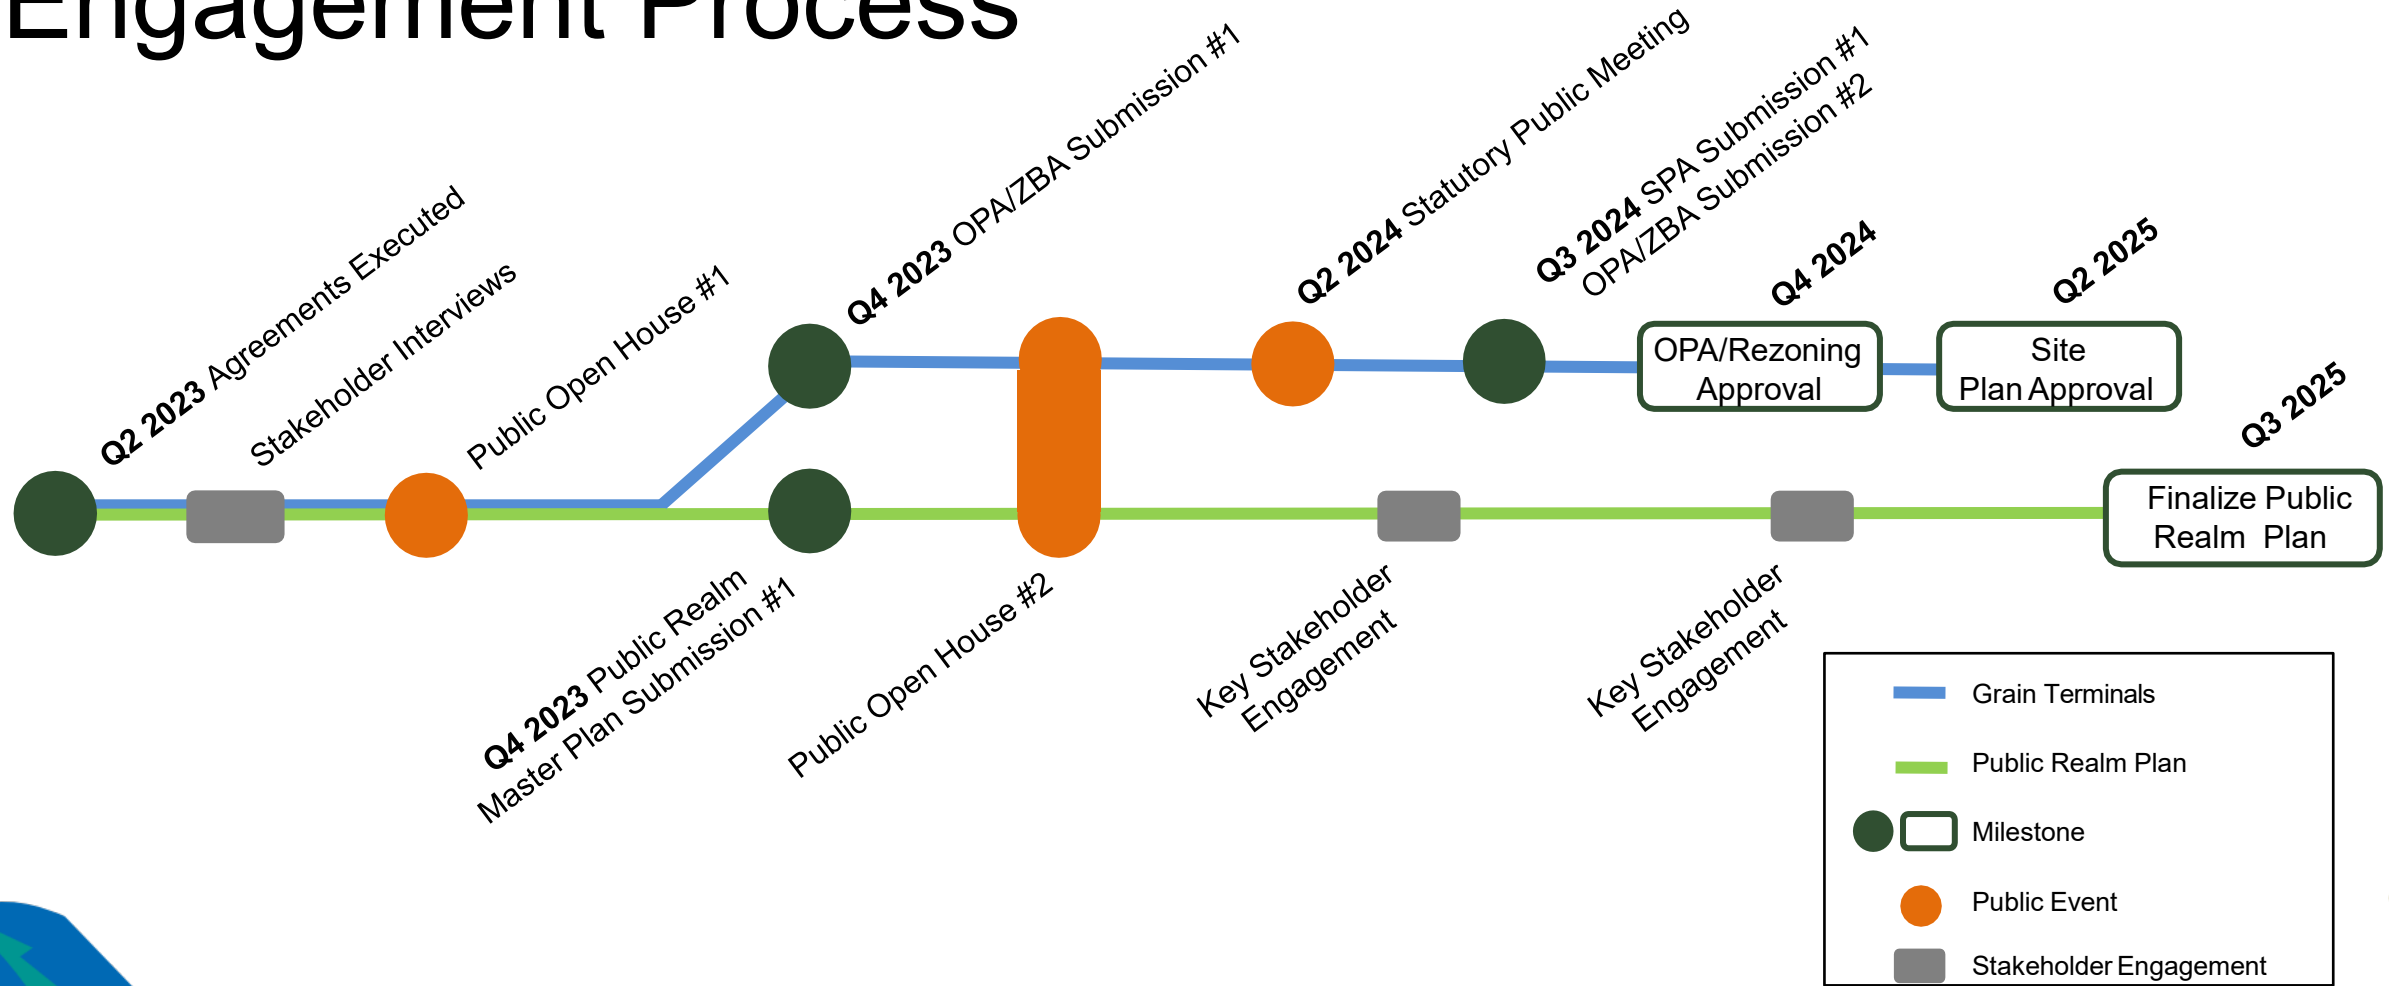 Engagement Process
Q2 2023 Agreements Executed
Stakeholder Interviews
Public Open House #1
Q4 2023 OPA/ZBA Submission #1
Q2 2024 Statutory Public Meeting
Q3 2024 SPA Submission #1
OPA/ZBA Submission #2
Q4 2024
OPA/Rezoning
Approval
Q2 2025
Site
Plan Approval
Q3 2025
Finalize Public
Realm Plan
Q4 2023 Public Realm
Master Plan Submission #1
Public Open House #2
Key Stakeholder
Engagement
Key Stakeholder
Engagement
Grain Terminals
Public Realm Plan
Milestone
Public Event
Stakeholder Engagement